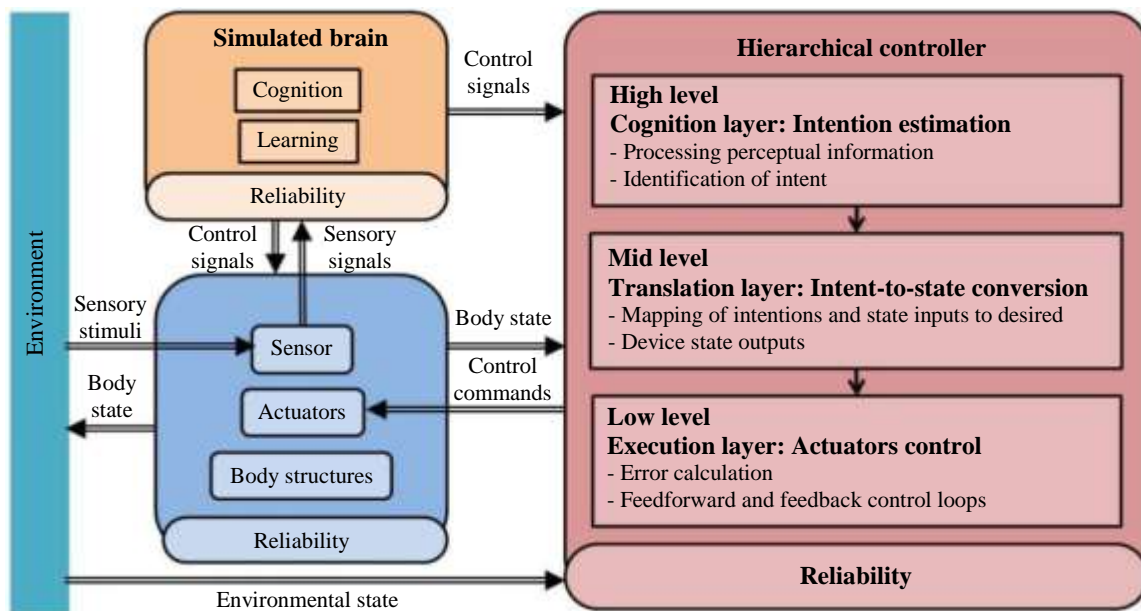 Environment
Simulated brain
Cognition
Learning
Reliability
Control
signals
Control
signals
Sensory
signals
Sensory
stimuli
Body
state
Sensor
Actuators
Body structures
Reliability
Body state
Control
commands
Environmental state
Hierarchical controller
High level
Cognition layer: Intention estimation
- Processing perceptual information
- Identification of intent
Mid level
Translation layer: Intent-to-state conversion
- Mapping of intentions and state inputs to desired
- Device state outputs
Low level
Execution layer: Actuators control
- Error calculation
- Feedforward and feedback control loops
Reliability